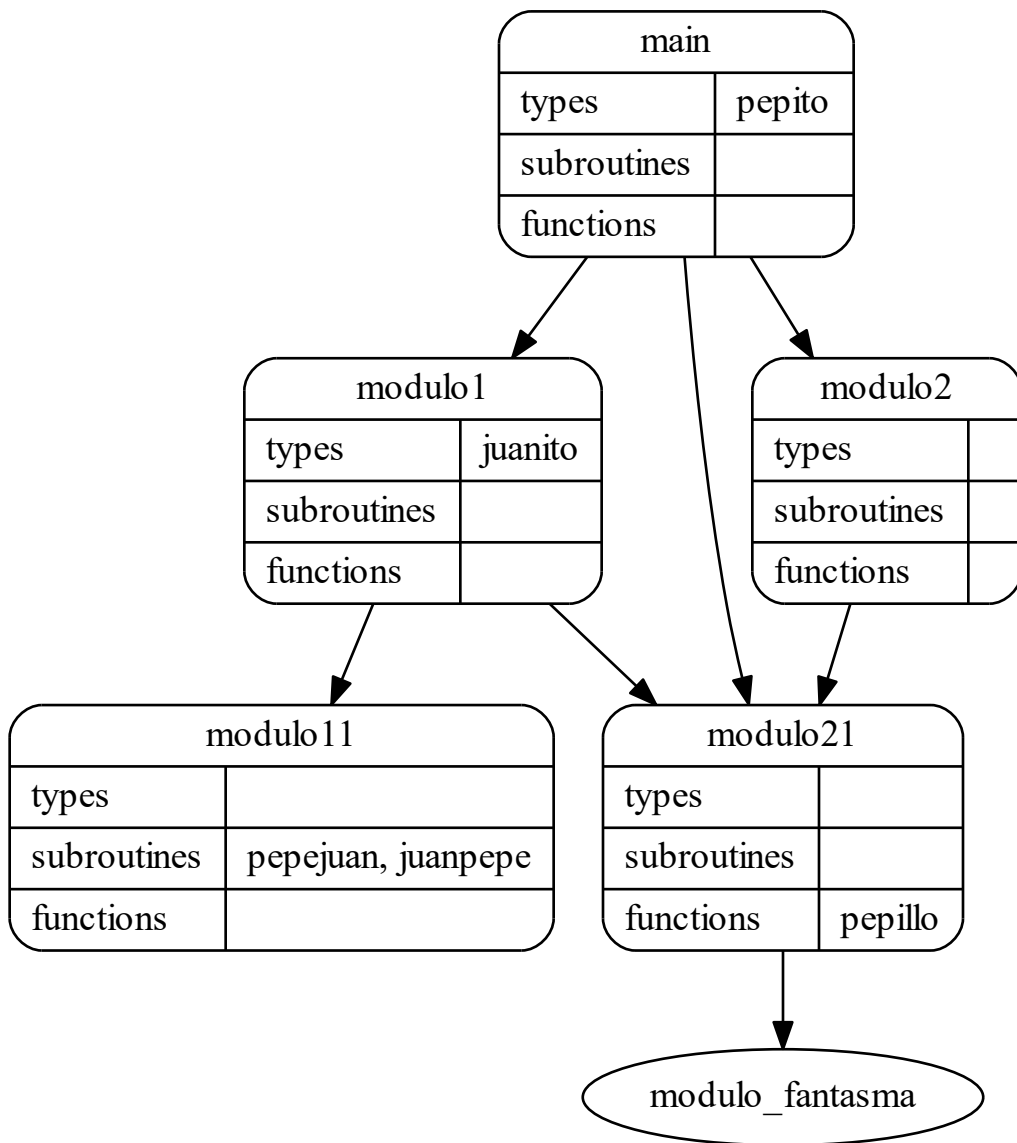 main
types pepito
subroutines
functions
modulo1
types juanito
subroutines
functions
modulo2
types
subroutines
functions
modulo11
types
subroutines pepejuan, juanpepe
functions
modulo21
types
subroutines
functions pepillo
modulo_fantasma